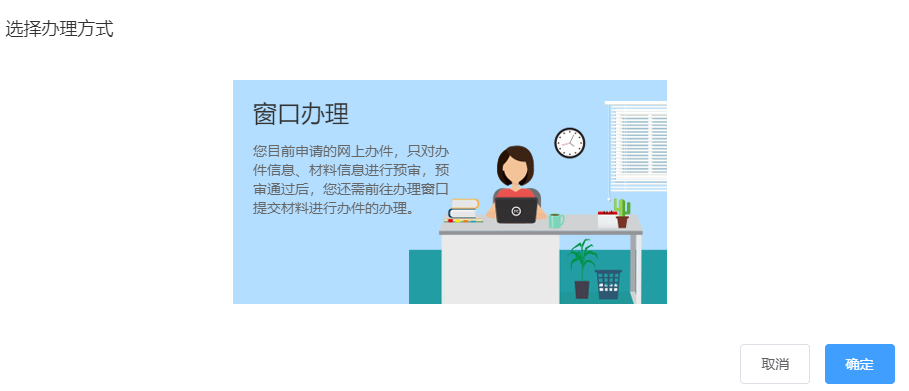 选择办理方式
窗口办理
您目前申请的网上办件，只对办
件信息、材料信息进行预审，预
审通过后，您还需前往办理窗口
提交材料进行办件的办理。
取消
确定